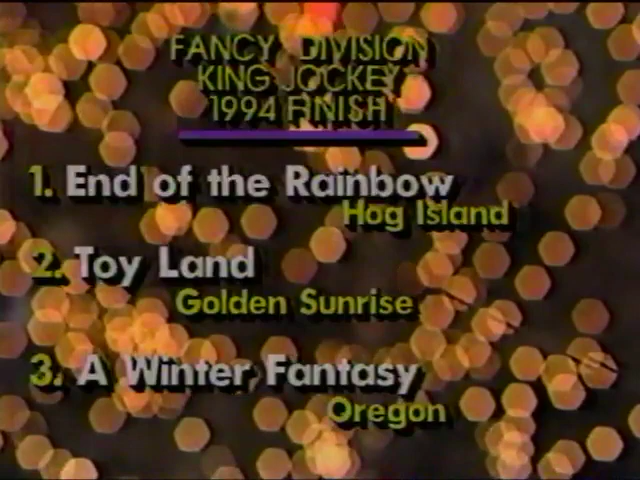 FANCY DIVISION
KING JOCKEY
1994 FINISH
1. End of the Rainbow
Hog Island
2. Toy Land
Golden Sunrise
3. A Winter Fantasy
Oregon